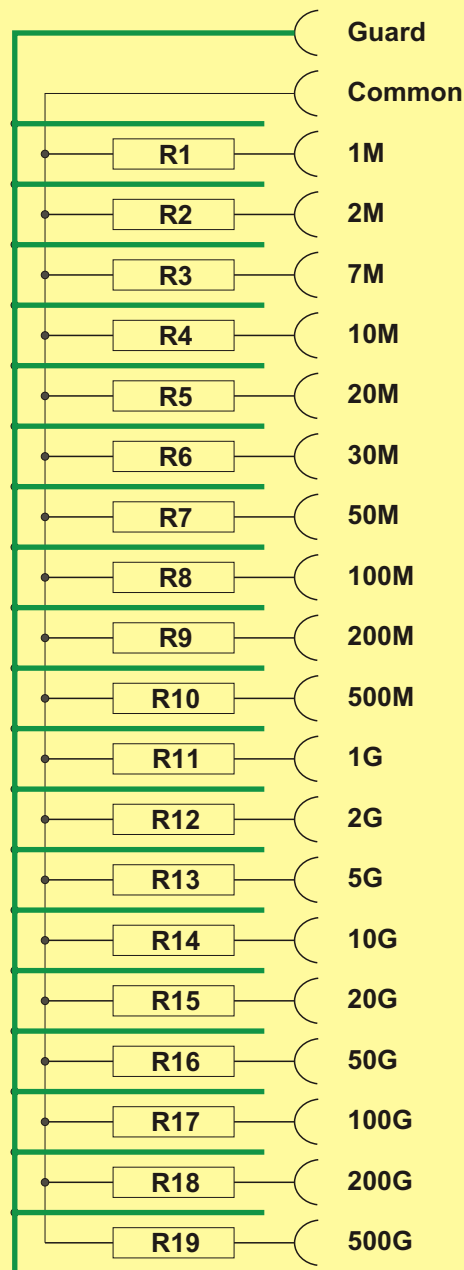 Guard
Common
R1 1M
R2 2M
R3 7M
R4 10M
R5 20M
R6 30M
R7 50M
R8 100M
R9 200M
R10 500M
R11 1G
R12 2G
R13 5G
R14 10G
R15 20G
R16 50G
R17 100G
R18 200G
R19 500G